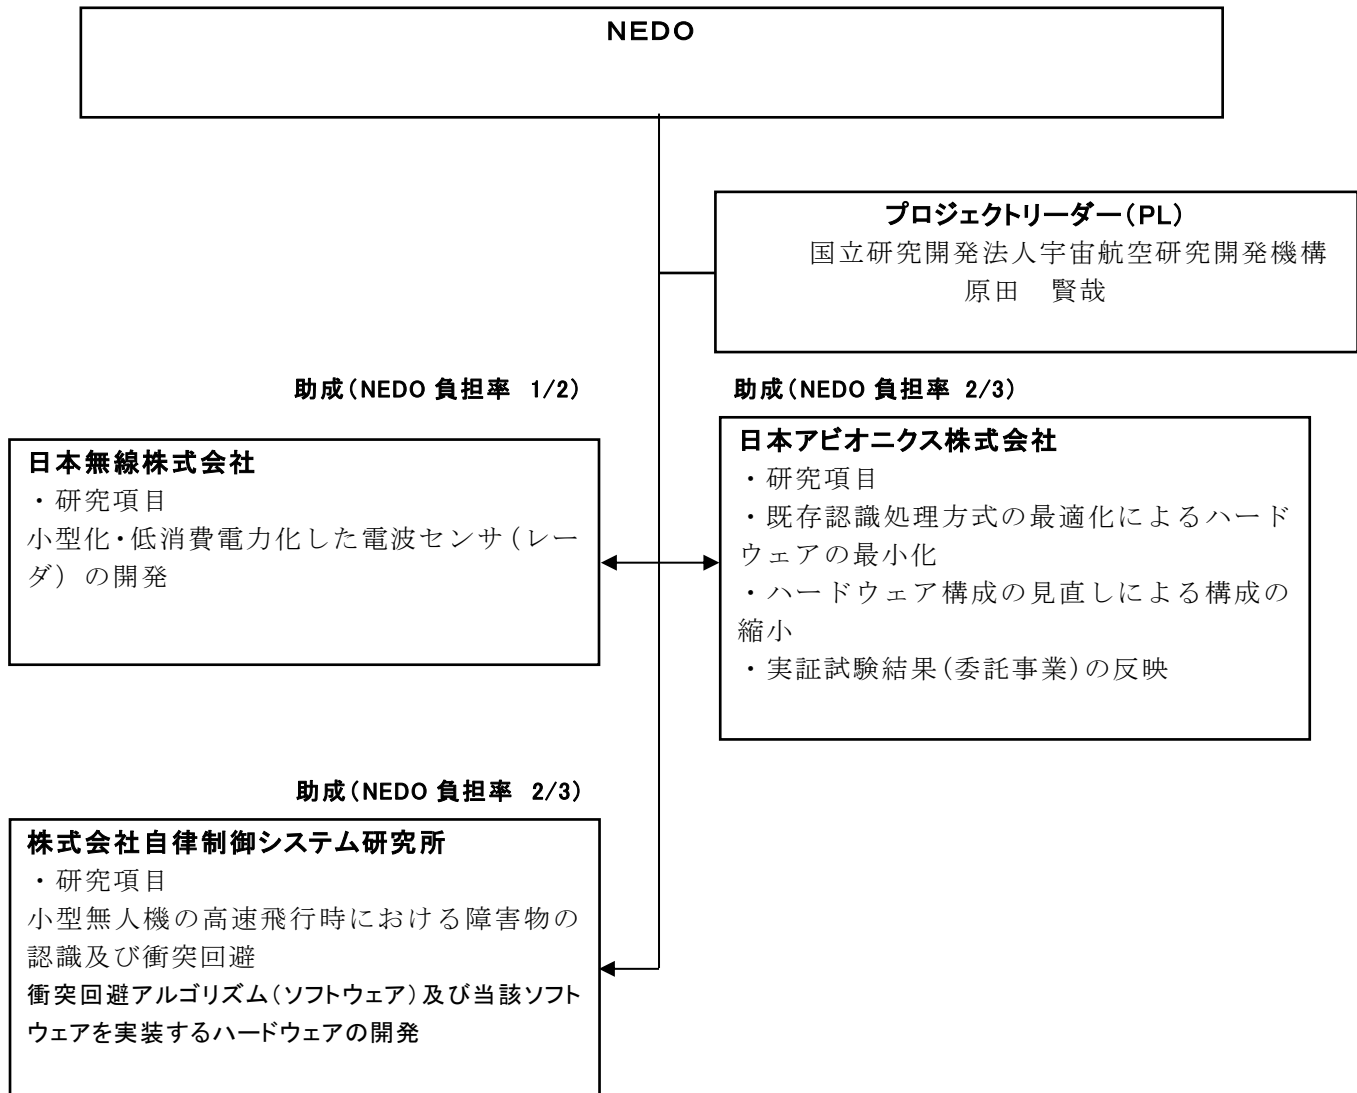 NEDO
プロジェクトリーダー(PL)
国立研究開発法人宇宙航空研究開発機構
原田　賢哉
助成(NEDO 負担率 1/2)
日本無線株式会社
・研究項目
小型化・低消費電力化した電波センサ(レー
ダ) の開発
助成(NEDO 負担率 2/3)
日本アビオニクス株式会社
・研究項目
・既存認識処理方式の最適化によるハード
ウェアの最小化
・ハードウェア構成の見直しによる構成の
縮小
・実証試験結果(委託事業)の反映
助成(NEDO 負担率 2/3)
株式会社自律制御システム研究所
・研究項目
小型無人機の高速飛行時における障害物の
認識及び衝突回避
衝突回避アルゴリズム(ソフトウェア)及び当該ソフト
ウェアを実装するハードウェアの開発